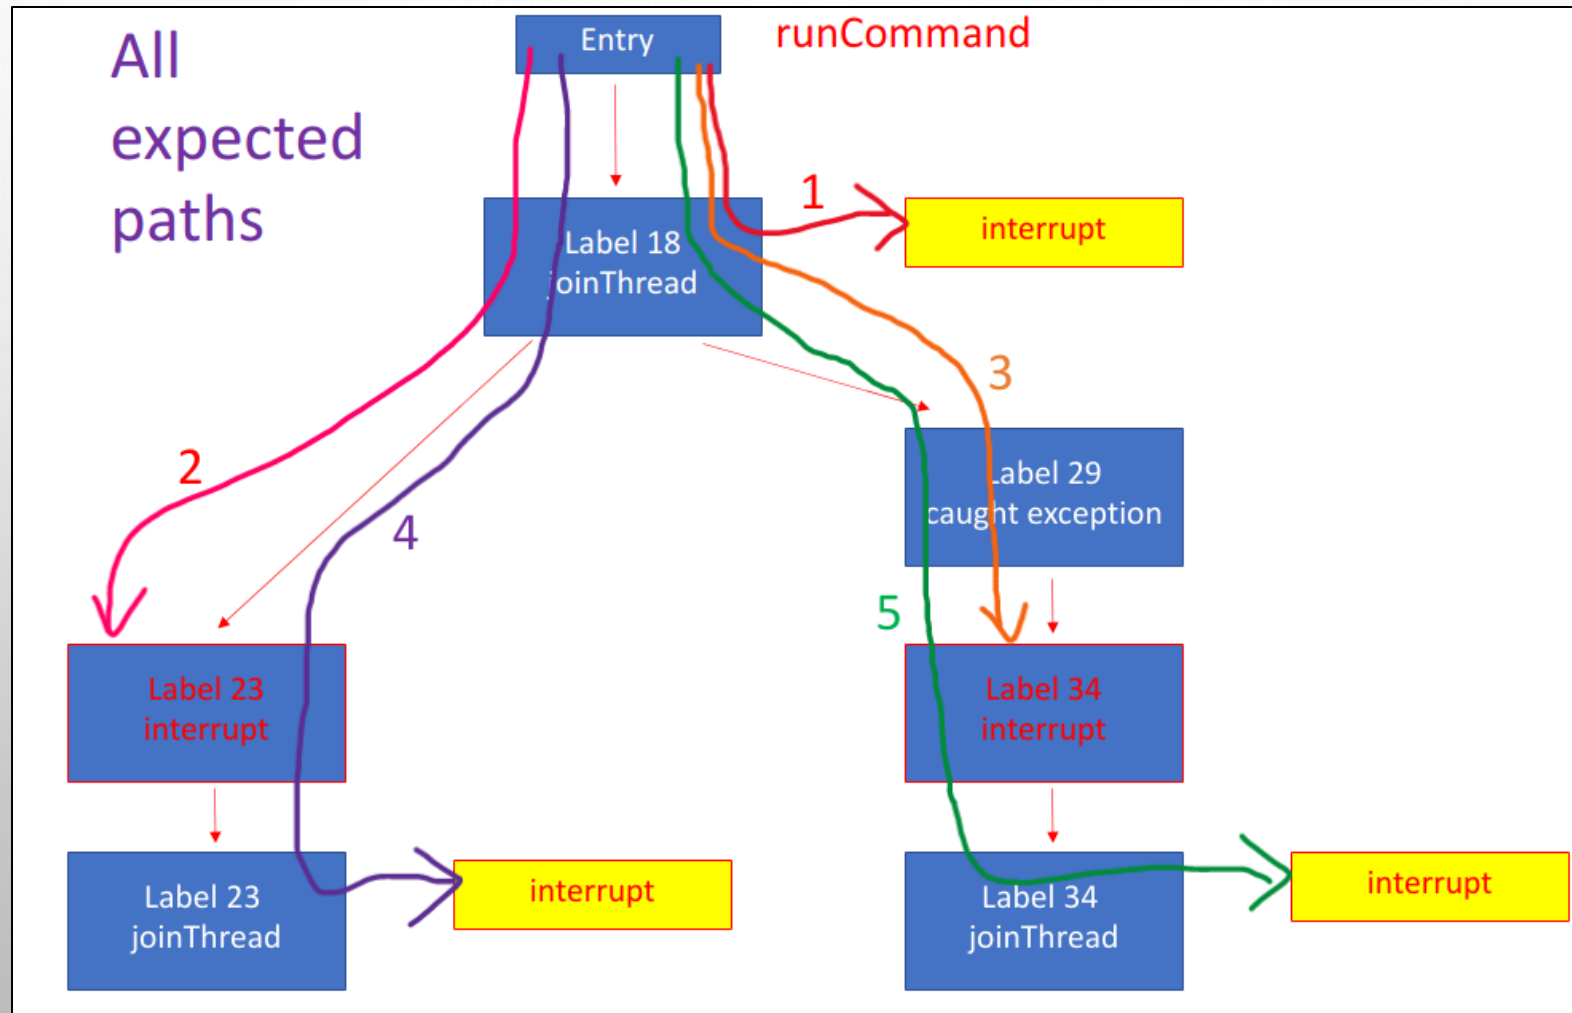 All
expected
paths
Entry
runCommand
1
interrupt
Label 18
joinThread
3
2
4
Label 29
caught exception
5
Label 23
interrupt
Label 34
interrupt
Label 23
joinThread
interrupt
Label 34
joinThread
interrupt